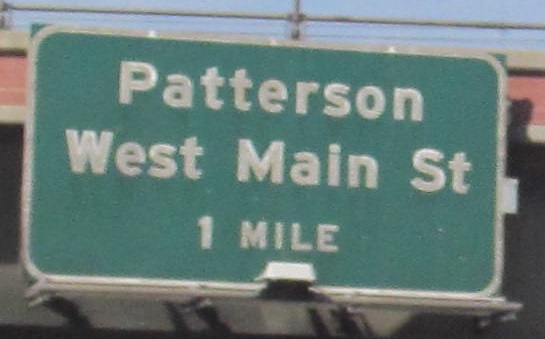 Patterson
West Main St
1 MILE